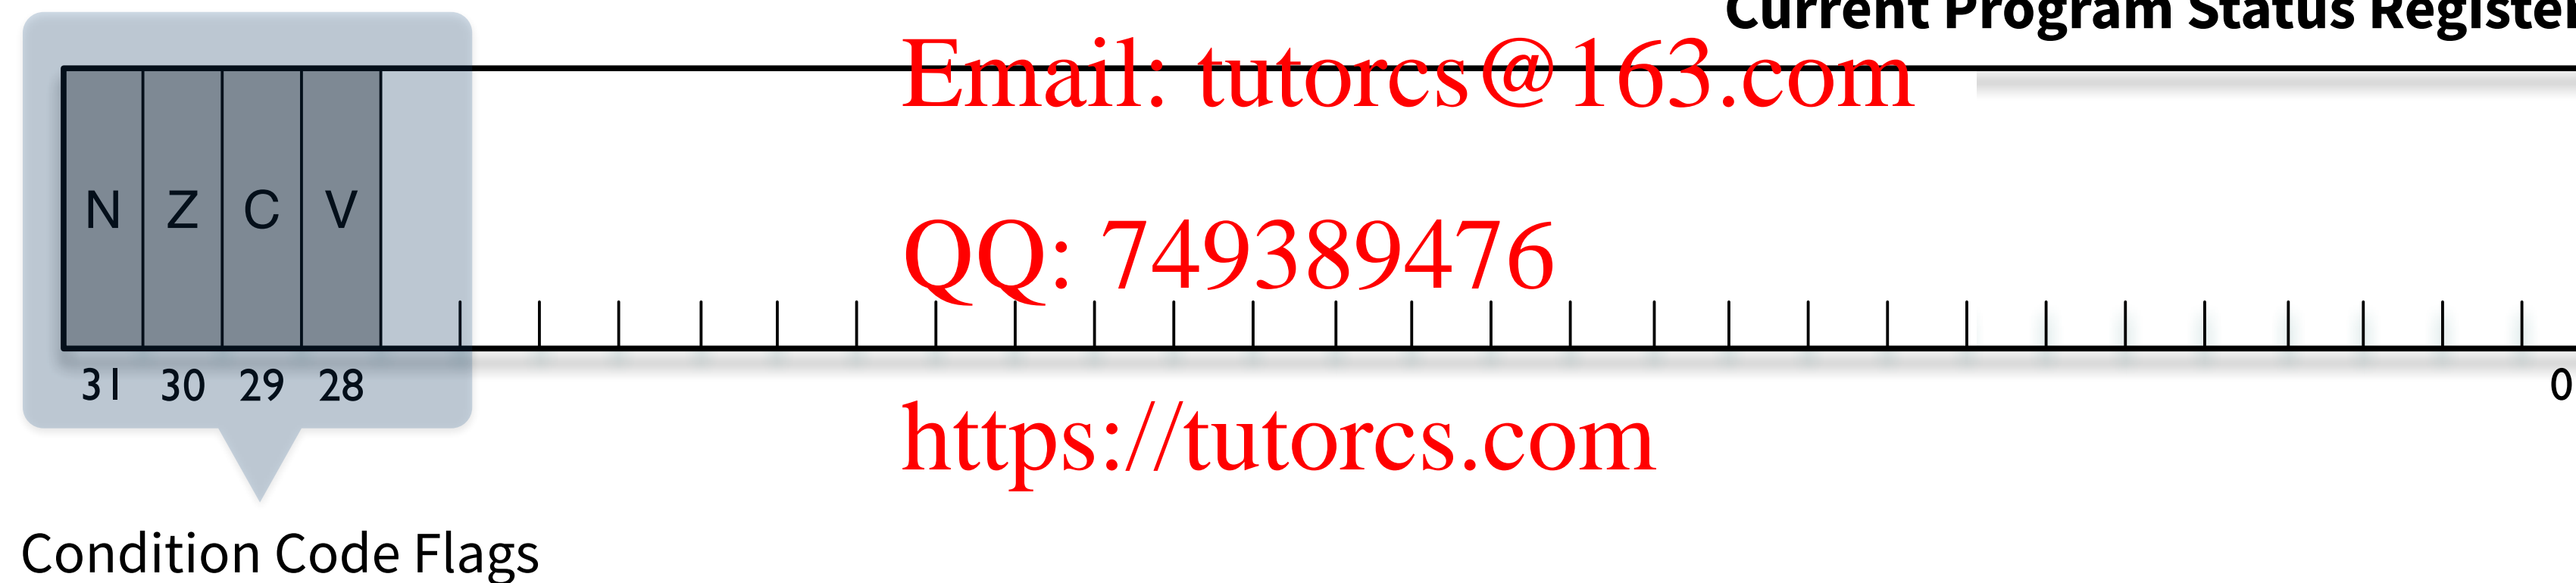 Current Program Status Register
Email: tutorcs@163.com
N Z C V
QQ: 749389476
31 30 29 28
0
https://tutorcs.com
Condition Code Flags